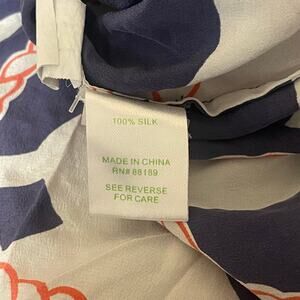 100% SILK
MADE IN CHINA
RN# 88189
SEE REVERSE
FOR CARE